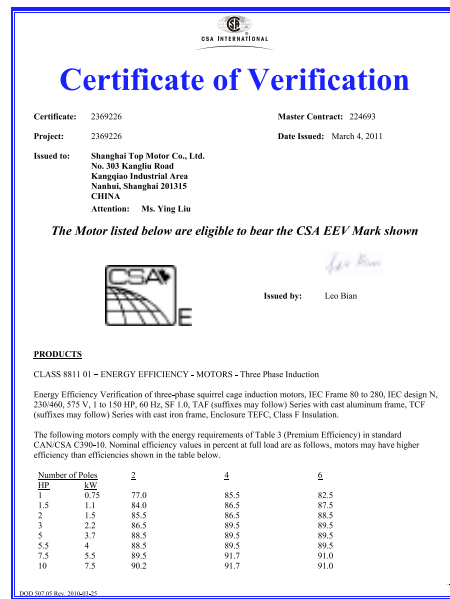 CSA INTERNATIONAL
Certificate of Verification
Certificate: 2369226 Master Contract: 224693
Project: 2369226 Date Issued: March 4, 2011
Issued to: Shanghai Top Motor Co., Ltd.
No. 303 Kangliu Road
Kangqiao Industrial Area
Nanhui, Shanghai 201315
CHINA
Attention: Ms. Ying Liu
The Motor listed below are eligible to bear the CSA EEV Mark shown
Leo Bian
CSA
E
Issued by: Leo Bian
PRODUCTS
CLASS 8811 01 – ENERGY EFFICIENCY - MOTORS - Three Phase Induction
Energy Efficiency Verification of three-phase squirrel cage induction motors, IEC Frame 80 to 280, IEC design N,
230/460, 575 V, 1 to 150 HP, 60 Hz, SF 1.0, TAF (suffixes may follow) Series with cast aluminum frame, TCF
(suffixes may follow) Series with cast iron frame, Enclosure TEFC, Class F Insulation.
The following motors comply with the energy requirements of Table 3 (Premium Efficiency) in standard
CAN/CSA C390-10. Nominal efficiency values in percent at full load are as follows, motors may have higher
efficiency than efficiencies shown in the table below.
Number of Poles 2 4 6
HP kW
1 0.75 77.0 85.5 82.5
1.5 1.1 84.0 86.5 87.5
2 1.5 85.5 86.5 88.5
3 2.2 86.5 89.5 89.5
5 3.7 88.5 89.5 89.5
5.5 4 88.5 89.5 89.5
7.5 5.5 89.5 91.7 91.0
10 7.5 90.2 91.7 91.0
DQD 507.05 Rev. 2010-03-25